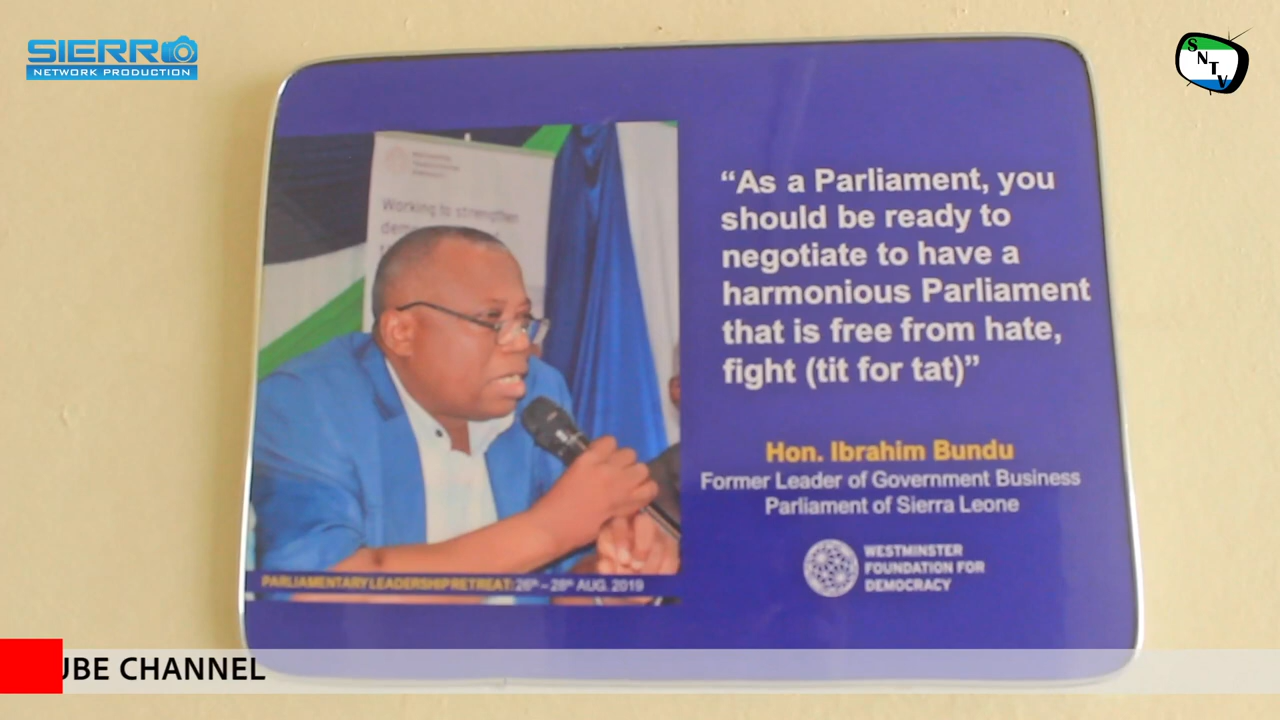 SIERRO
NETWORK PRODUCTION
SNTV
Working to strengthen
“As a Parliament, you
should be ready to
negotiate to have a
harmonious Parliament
that is free from hate,
fight (tit for tat)”
Hon. Ibrahim Bundu
Former Leader of Government Business
Parliament of Sierra Leone
WESTMINSTER
FOUNDATION FOR
DEMOCRACY
PARLIAMENTARY LEADERSHIP RETREAT: 26th – 28th AUG. 2019
UBE CHANNEL